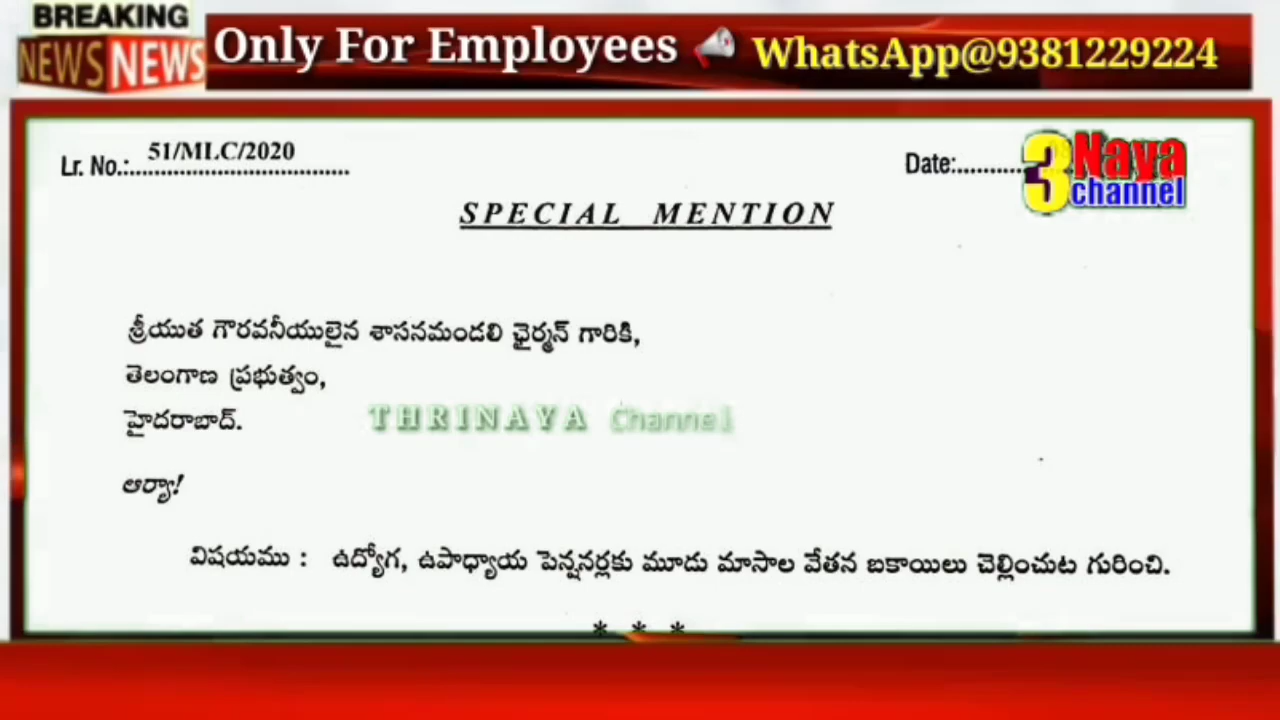 BREAKING
NEWS NEWS
Only For Employees
WhatsApp@9381229224
Lr. No.:.................................. 51/MLC/2020
Date:............
3 Naya
channel
SPECIAL MENTION
శ్రీయుత గౌరవనీయులైన శాసనమండలి ఛైర్మన్ గారికి,
తెలంగాణ ప్రభుత్వం,
హైదరాబాద్.
THRINAYA Channel
ఆర్యా!
విషయము : ఉద్యోగ, ఉపాధ్యాయ పెన్షనర్లకు మూడు మాసాల వేతన బకాయిలు చెల్లించుట గురించి.
* * *